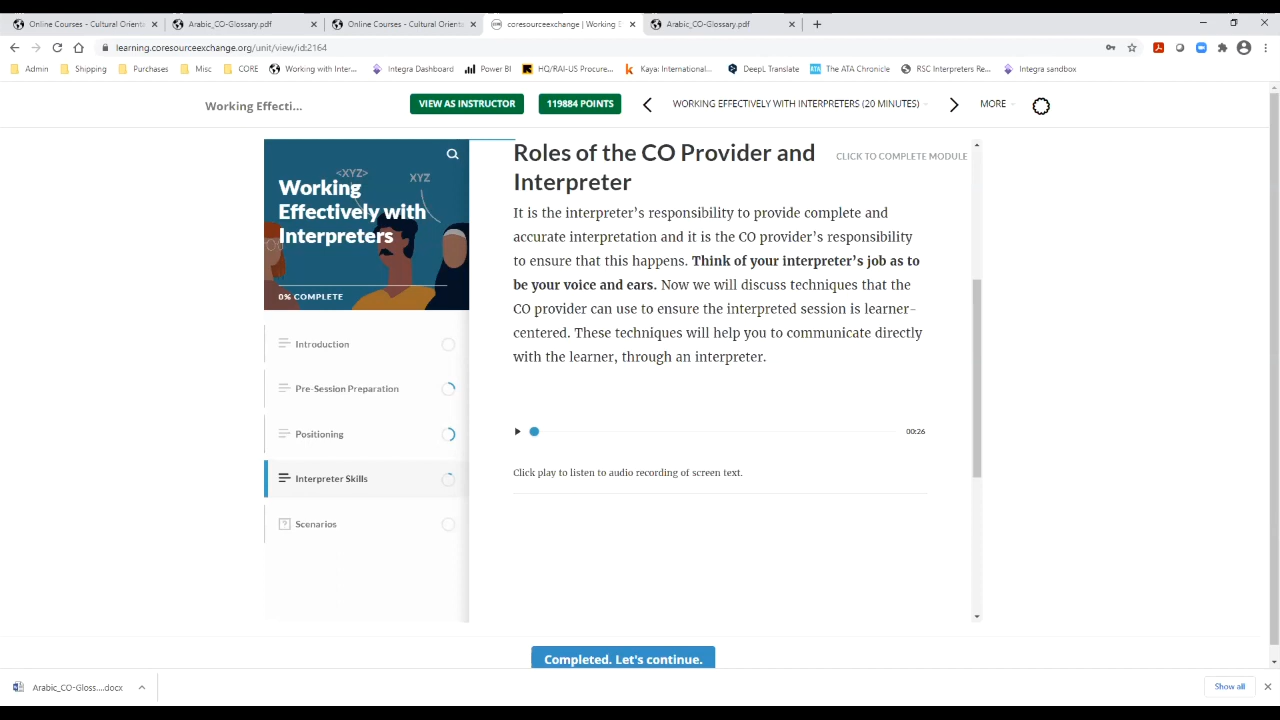 Online Courses - Cultural Orienta
Arabic_CO-Glossary.pdf
Online Courses - Cultural Orienta
coresourceexchange | Working E
Arabic_CO-Glossary.pdf
learning.coresourceexchange.org/unit/view/id:2164
Admin
Shipping
Purchases
Misc
CORE
Working with Inter...
Integra Dashboard
Power BI
HQ/RAI-US Procure...
Kaya: International...
DeepL Translate
The ATA Chronicle
RSC Interpreters Re...
Integra sandbox
Working Effecti...
VIEW AS INSTRUCTOR
119884 POINTS
WORKING EFFECTIVELY WITH INTERPRETERS (20 MINUTES)
MORE
<XYZ>
XYZ
Working
Effectively with
Interpreters
0% COMPLETE
Introduction
Pre-Session Preparation
Positioning
Interpreter Skills
Scenarios
CLICK TO COMPLETE MODULE
Roles of the CO Provider and
Interpreter
It is the interpreter’s responsibility to provide complete and
accurate interpretation and it is the CO provider’s responsibility
to ensure that this happens. Think of your interpreter’s job as to
be your voice and ears. Now we will discuss techniques that the
CO provider can use to ensure the interpreted session is learner-
centered. These techniques will help you to communicate directly
with the learner, through an interpreter.
00:26
Click play to listen to audio recording of screen text.
Completed. Let's continue.
Arabic_CO-Gloss....docx
Show all